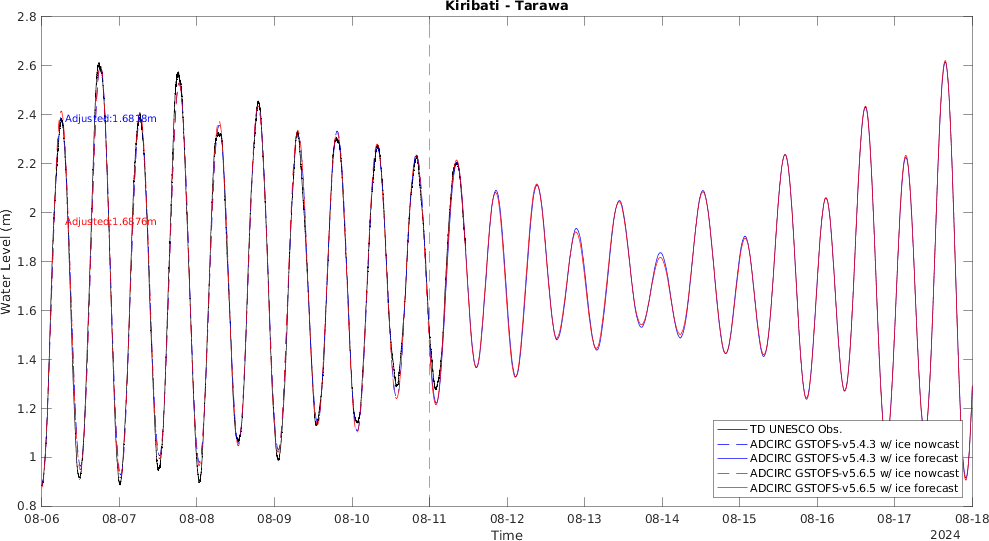 Kiribati - Tarawa
2.8
2.6
2.4
2.2
2
1.8
1.6
1.4
1.2
1
0.8
Water Level (m)
Adjusted:1.6838m
Adjusted:1.6876m
TD UNESCO Obs.
ADCIRC GSTOFS-v5.4.3 w/ ice nowcast
ADCIRC GSTOFS-v5.4.3 w/ ice forecast
ADCIRC GSTOFS-v5.6.5 w/ ice nowcast
ADCIRC GSTOFS-v5.6.5 w/ ice forecast
08-06 08-07 08-08 08-09 08-10 08-11 08-12 08-13 08-14 08-15 08-16 08-17 08-18
Time
2024